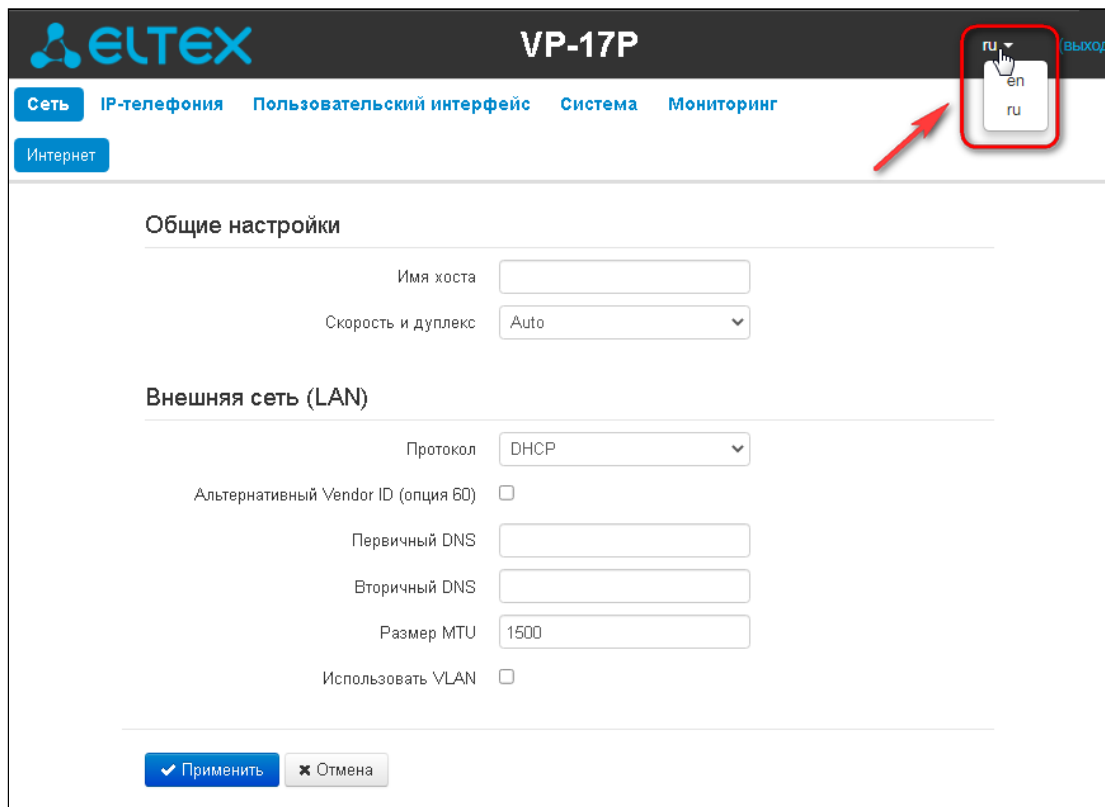 ELTEX
VP-17P
ru
(выход
en
ru
Сеть IP-телефония Пользовательский интерфейс Система Мониторинг
Интернет
Общие настройки
Имя хоста
Скорость и дуплекс Auto
Внешняя сеть (LAN)
Протокол DHCP
Альтернативный Vendor ID (опция 60)
Первичный DNS
Вторичный DNS
Размер MTU 1500
Использовать VLAN
Применить Отмена